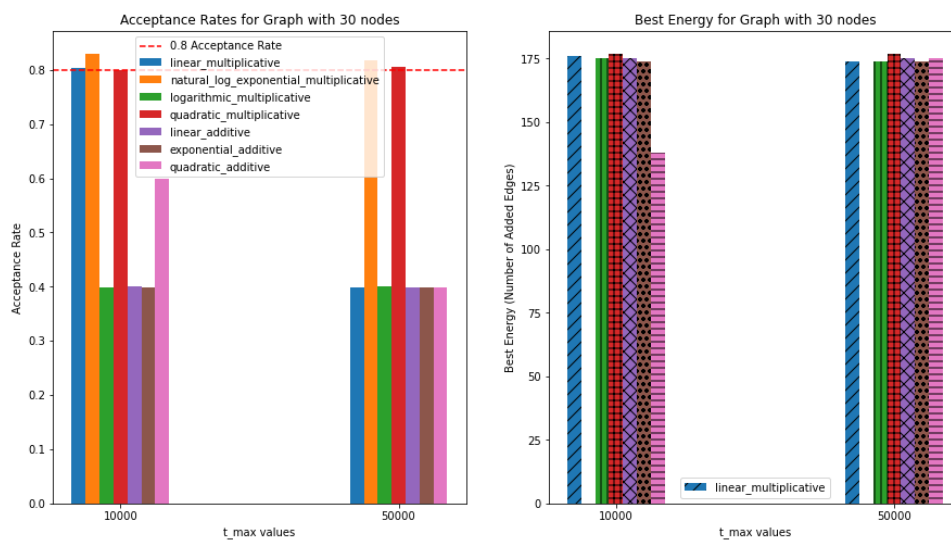 Acceptance Rates for Graph with 30 nodes
0.8 Acceptance Rate
linear_multiplicative
natural_log_exponential_multiplicative
logarithmic_multiplicative
quadratic_multiplicative
linear_additive
exponential_additive
quadratic_additive
Acceptance Rate
0.8
0.7
0.6
0.5
0.4
0.3
0.2
0.1
0.0
10000
50000
t_max values
Best Energy for Graph with 30 nodes
Best Energy (Number of Added Edges)
175
150
125
100
75
50
25
0
linear_multiplicative
10000
50000
t_max values